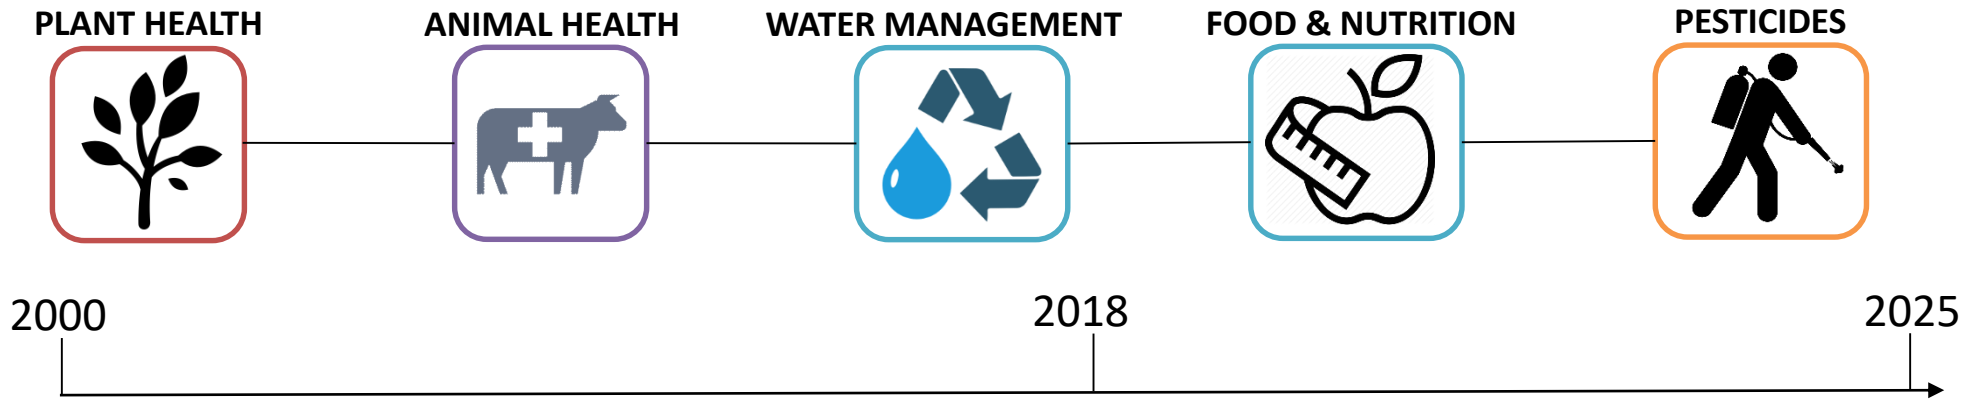 PLANT HEALTH
ANIMAL HEALTH
WATER MANAGEMENT
FOOD & NUTRITION
PESTICIDES
2000
2018
2025